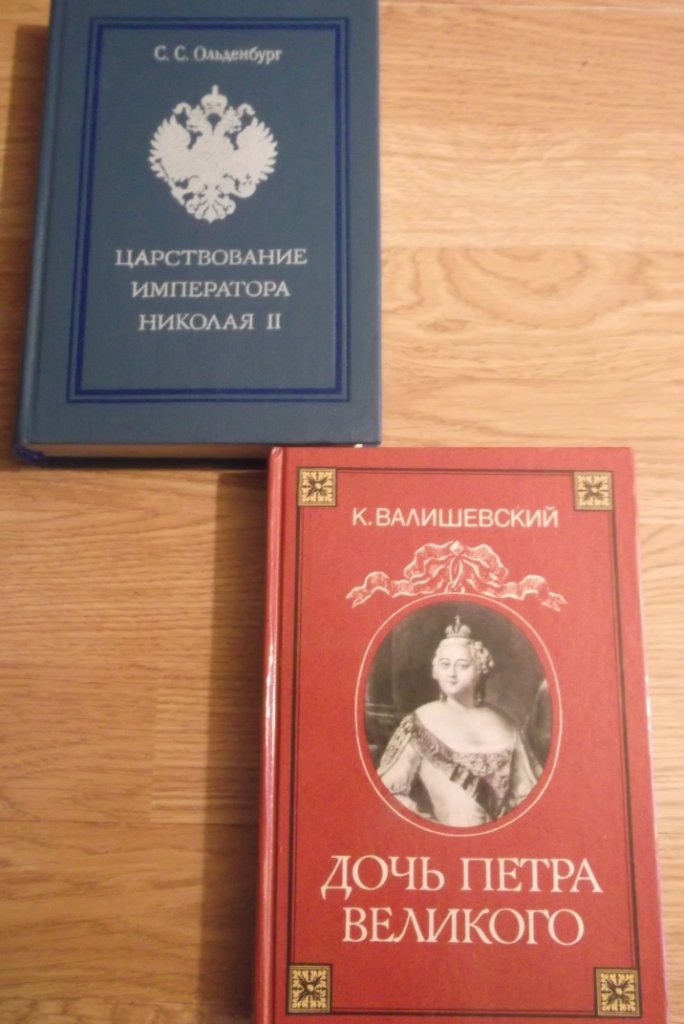 С. С. Ольденбург
ЦАРСТВОВАНИЕ
ИМПЕРАТОРА
НИКОЛАЯ II
К. ВАЛИШЕВСКИЙ
ДОЧЬ ПЕТРА
ВЕЛИКОГО